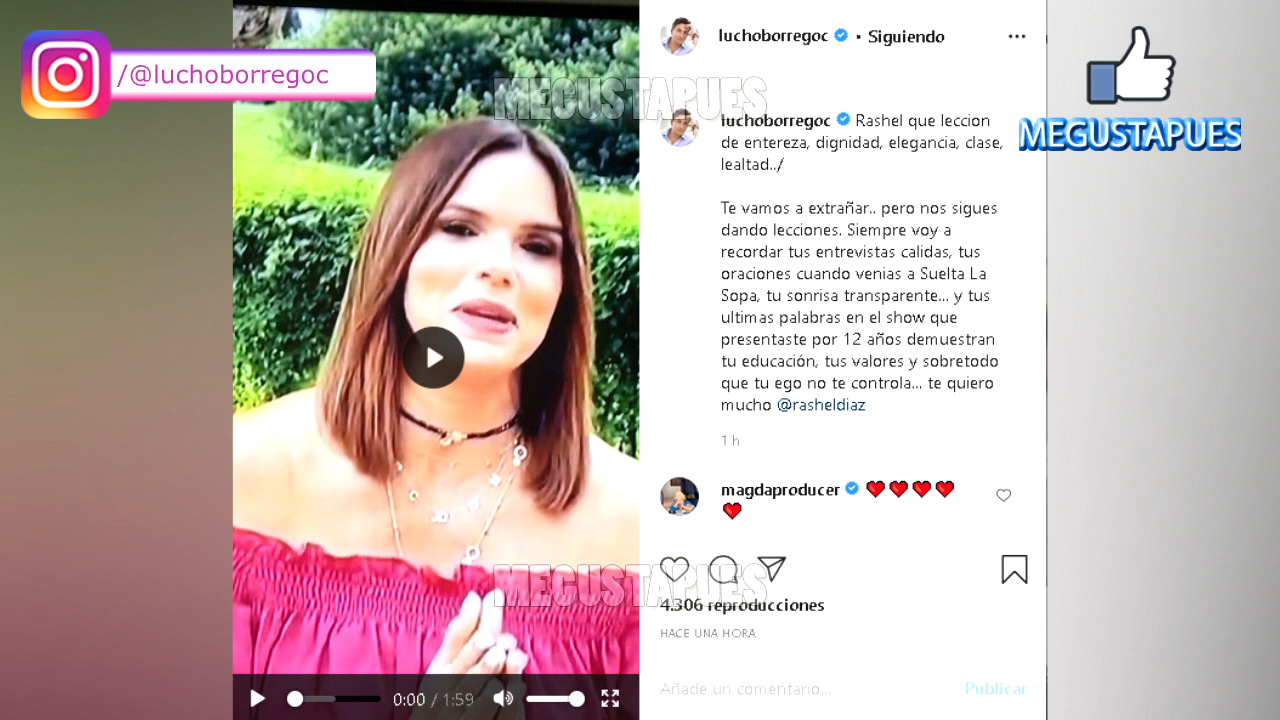 /@luchoborregoc
luchoborregoc • Siguiendo
MEGUSTAPUES
MEGUSTAPUES
luchoborregoc Rashel que leccion
de entereza, dignidad, elegancia, clase,
lealtad../
Te vamos a extrañar.. pero nos sigues
dando lecciones. Siempre voy a
recordar tus entrevistas calidas, tus
oraciones cuando venias a Suelta La
Sopa, tu sonrisa transparente... y tus
ultimas palabras en el show que
presentaste por 12 años demuestran
tu educación, tus valores y sobretodo
que tu ego no te controla... te quiero
mucho @rasheldiaz
1 h
magdaproducer ❤❤❤❤
❤
MEGUSTAPUES
4.306 reproducciones
HACE UNA HORA
Añade un comentario...
Publicar
0:00 / 1:59